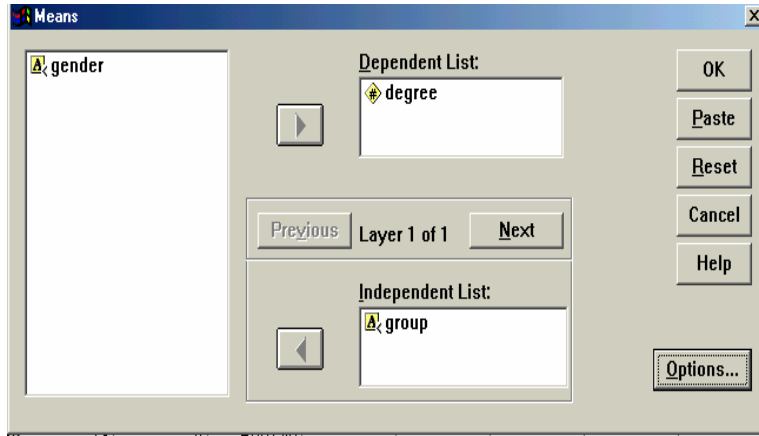 Means
gender
Dependent List:
degree
OK
Paste
Reset
Cancel
Help
Previous
Layer 1 of 1
Next
Independent List:
group
Options...